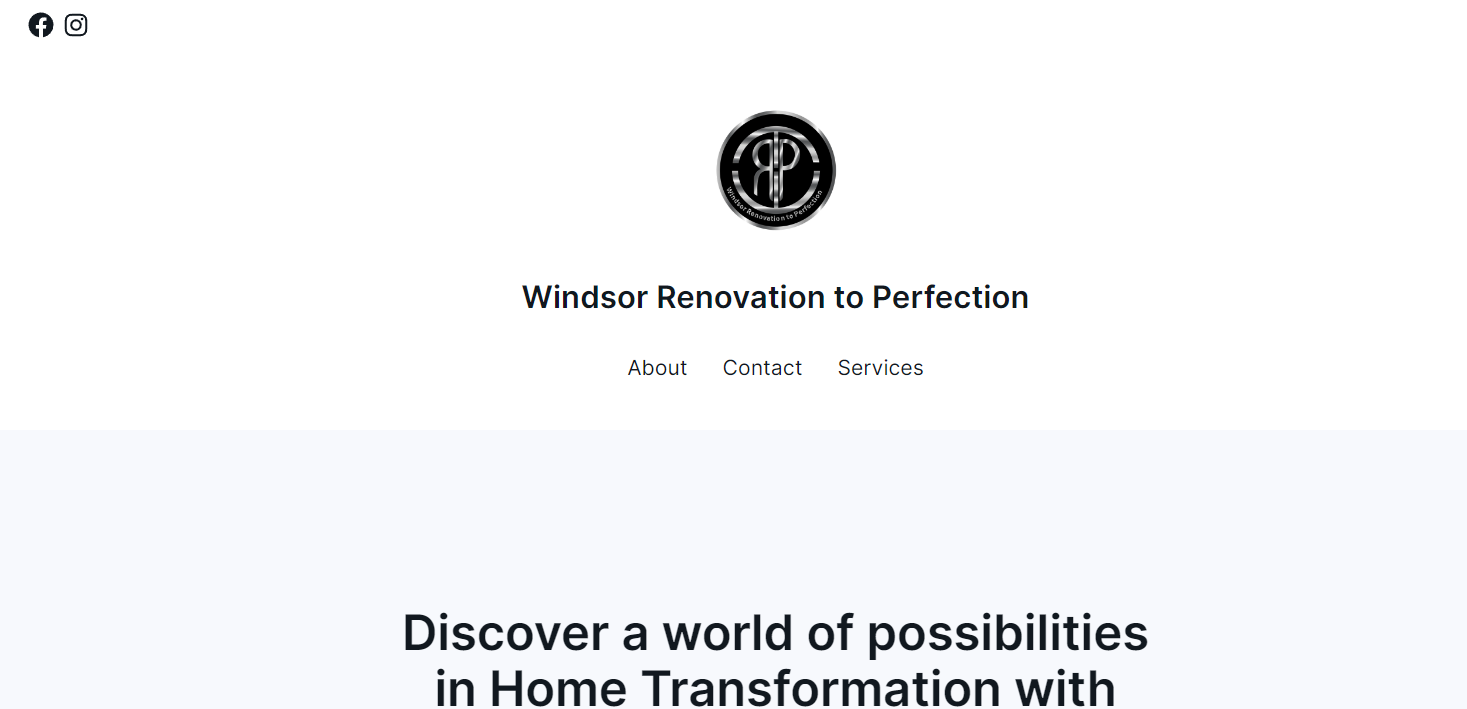 RP
Windsor Renovation to Perfection
Windsor Renovation to Perfection
About Contact Services
Discover a world of possibilities
in Home Transformation with